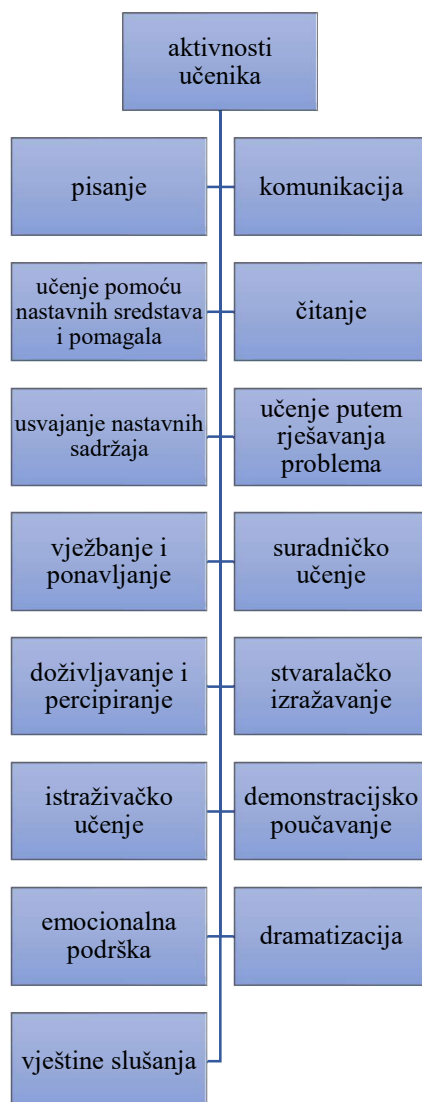 aktivnosti
učenika
pisanje
komunikacija
učenje pomoću
nastavnih sredstava
i pomagala
čitanje
usvajanje nastavnih
sadržaja
učenje putem
rješavanja
problema
vježbanje i
ponavljanje
suradničko
učenje
doživljavanje i
percipiranje
stvaralačko
izražavanje
istraživačko
učenje
demonstracijsko
poučavanje
emocionalna
podrška
dramatizacija
vještine slušanja